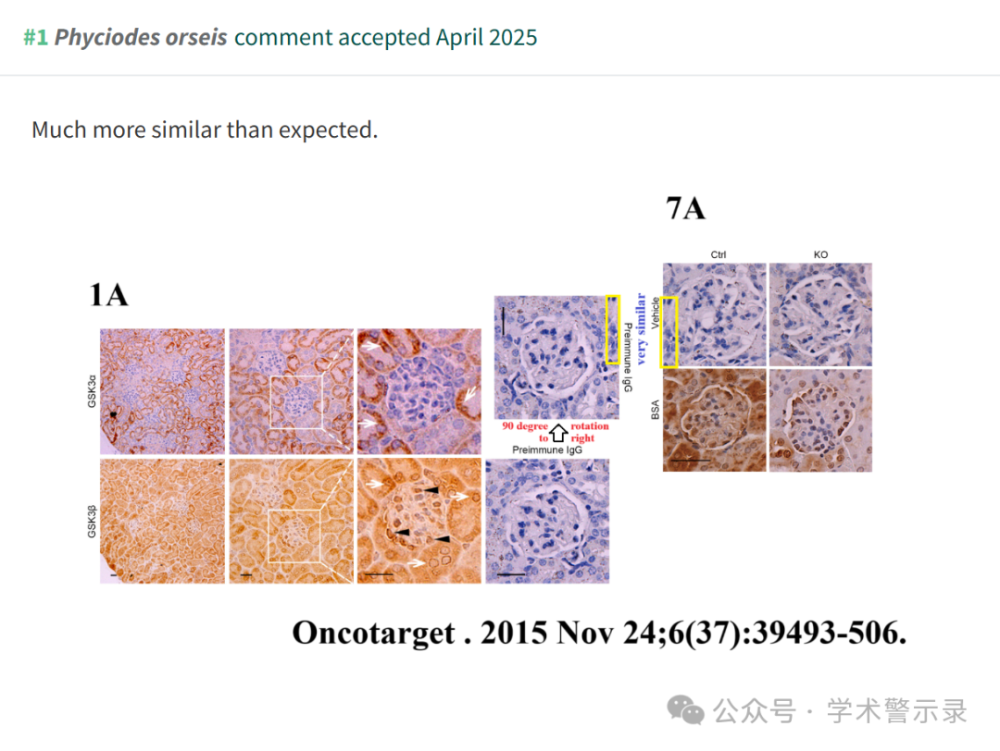 #1 Phyciodes orseis comment accepted April 2025
Much more similar than expected.
7A
Ctrl
KO
1A
GSK3α
Preimmune IgG
very similar
Vehicle
BSA
90 degree rotation
to right
Preimmune IgG
GSK3β
Oncotarget . 2015 Nov 24;6(37):39493-506.
公众号 · 学术警示录